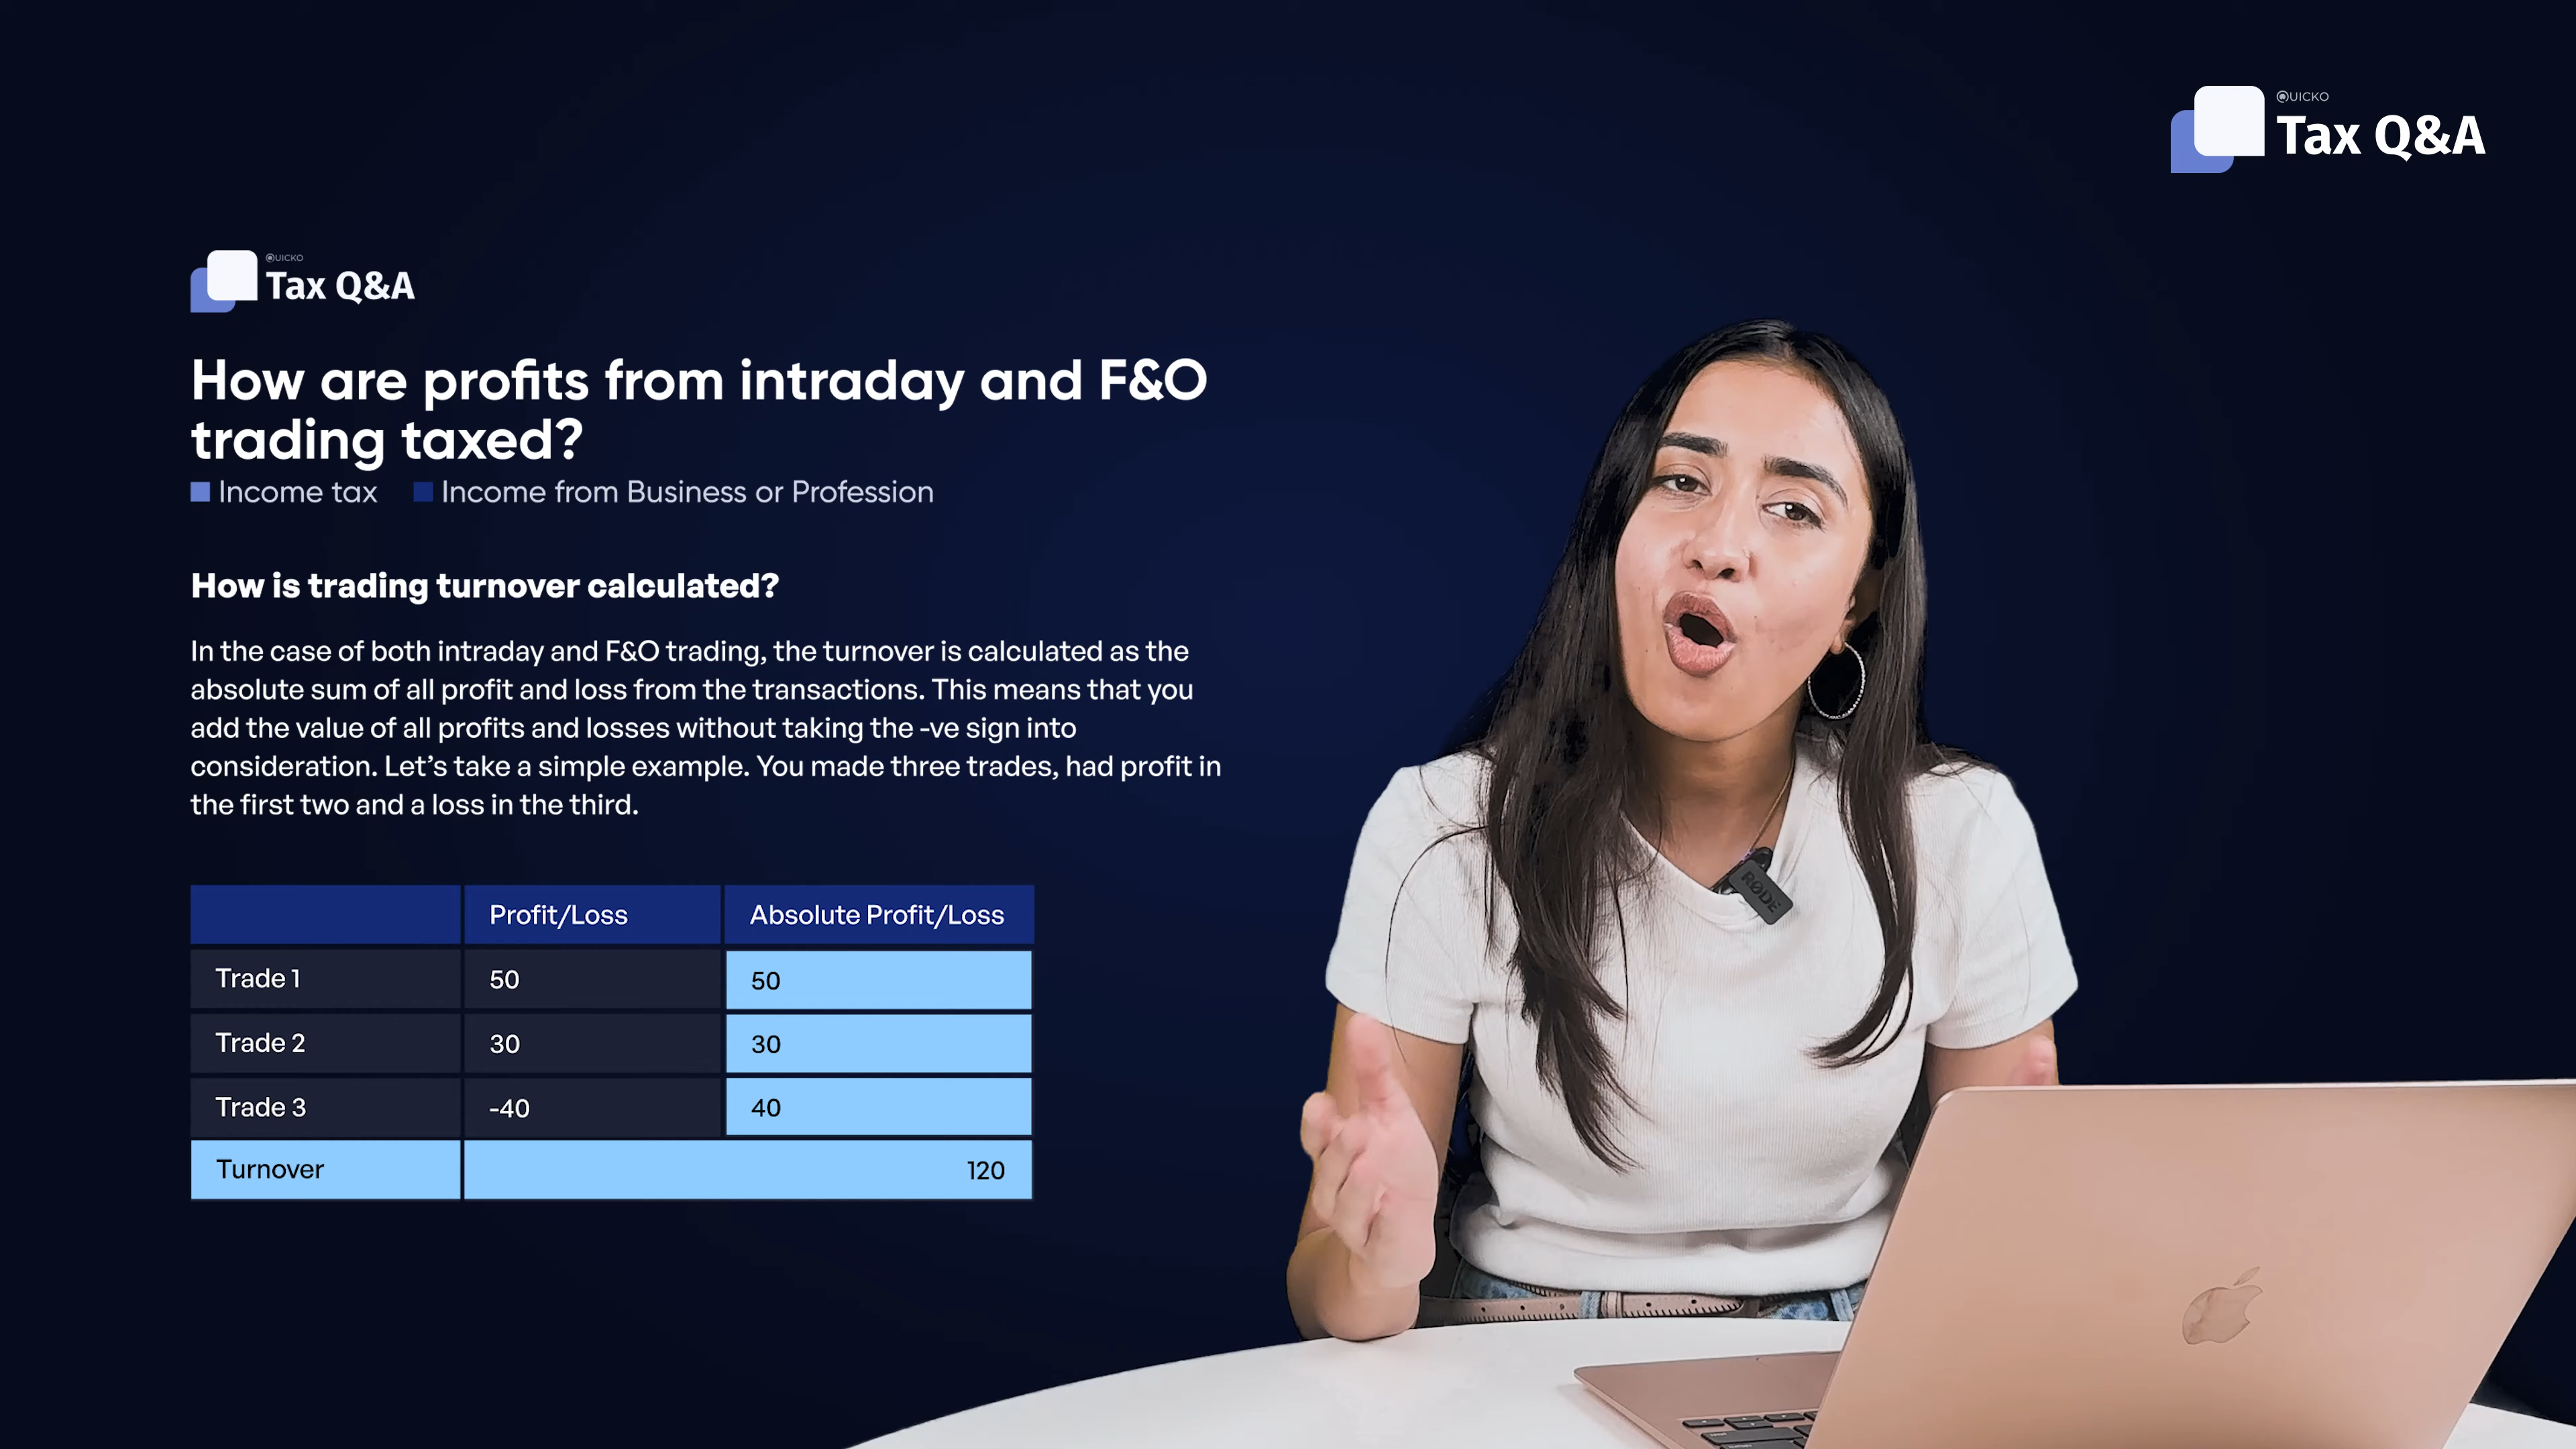 QUICKO
Tax Q&A
QUICKO
Tax Q&A
How are profits from intraday and F&O
trading taxed?
Income tax Income from Business or Profession
How is trading turnover calculated?
In the case of both intraday and F&O trading, the turnover is calculated as the
absolute sum of all profit and loss from the transactions. This means that you
add the value of all profits and losses without taking the -ve sign into
consideration. Let’s take a simple example. You made three trades, had profit in
the first two and a loss in the third.
Profit/Loss Absolute Profit/Loss
Trade 1 50 50
Trade 2 30 30
Trade 3 -40 40
Turnover 120
RØDE